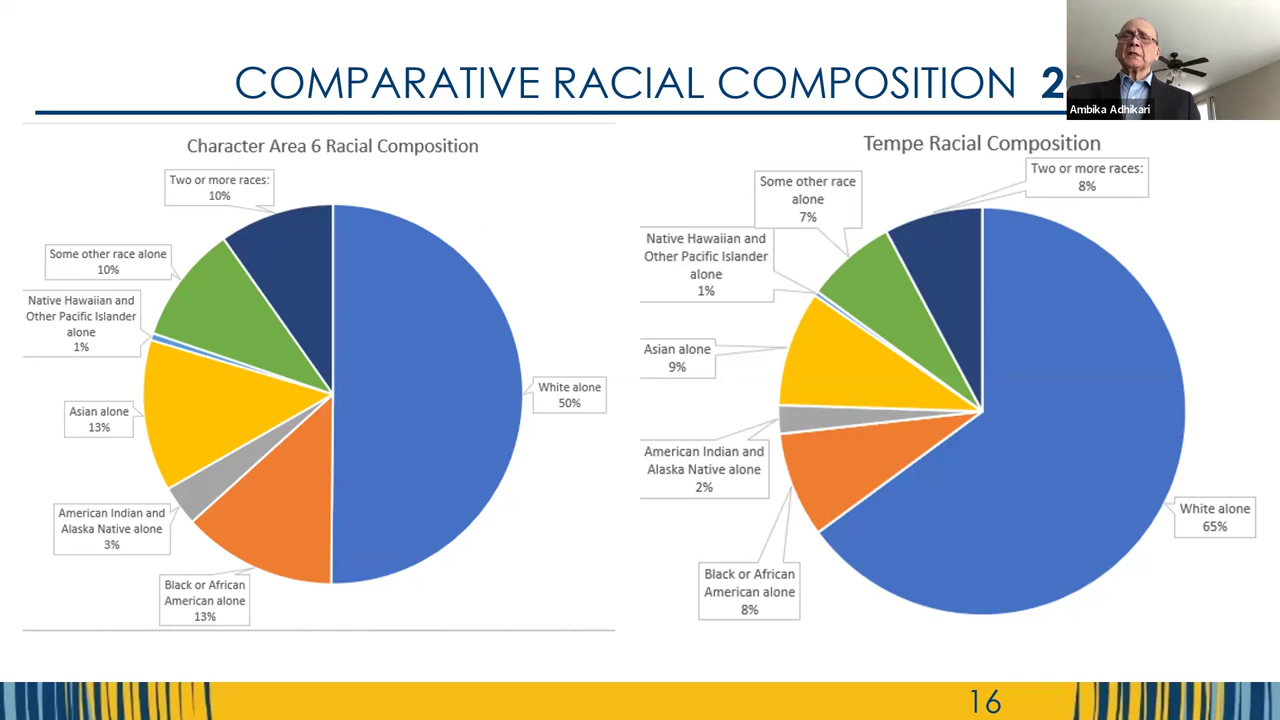 COMPARATIVE RACIAL COMPOSITION 2
Ambika Adhikari
Character Area 6 Racial Composition
Two or more races:
10%
Some other race alone
10%
Native Hawaiian and
Other Pacific Islander
alone
1%
Asian alone
13%
American Indian and
Alaska Native alone
3%
Black or African
American alone
13%
White alone
50%
Tempe Racial Composition
Two or more races:
8%
Some other race
alone
7%
Native Hawaiian and
Other Pacific Islander
alone
1%
Asian alone
9%
American Indian and
Alaska Native alone
2%
Black or African
American alone
8%
White alone
65%
16